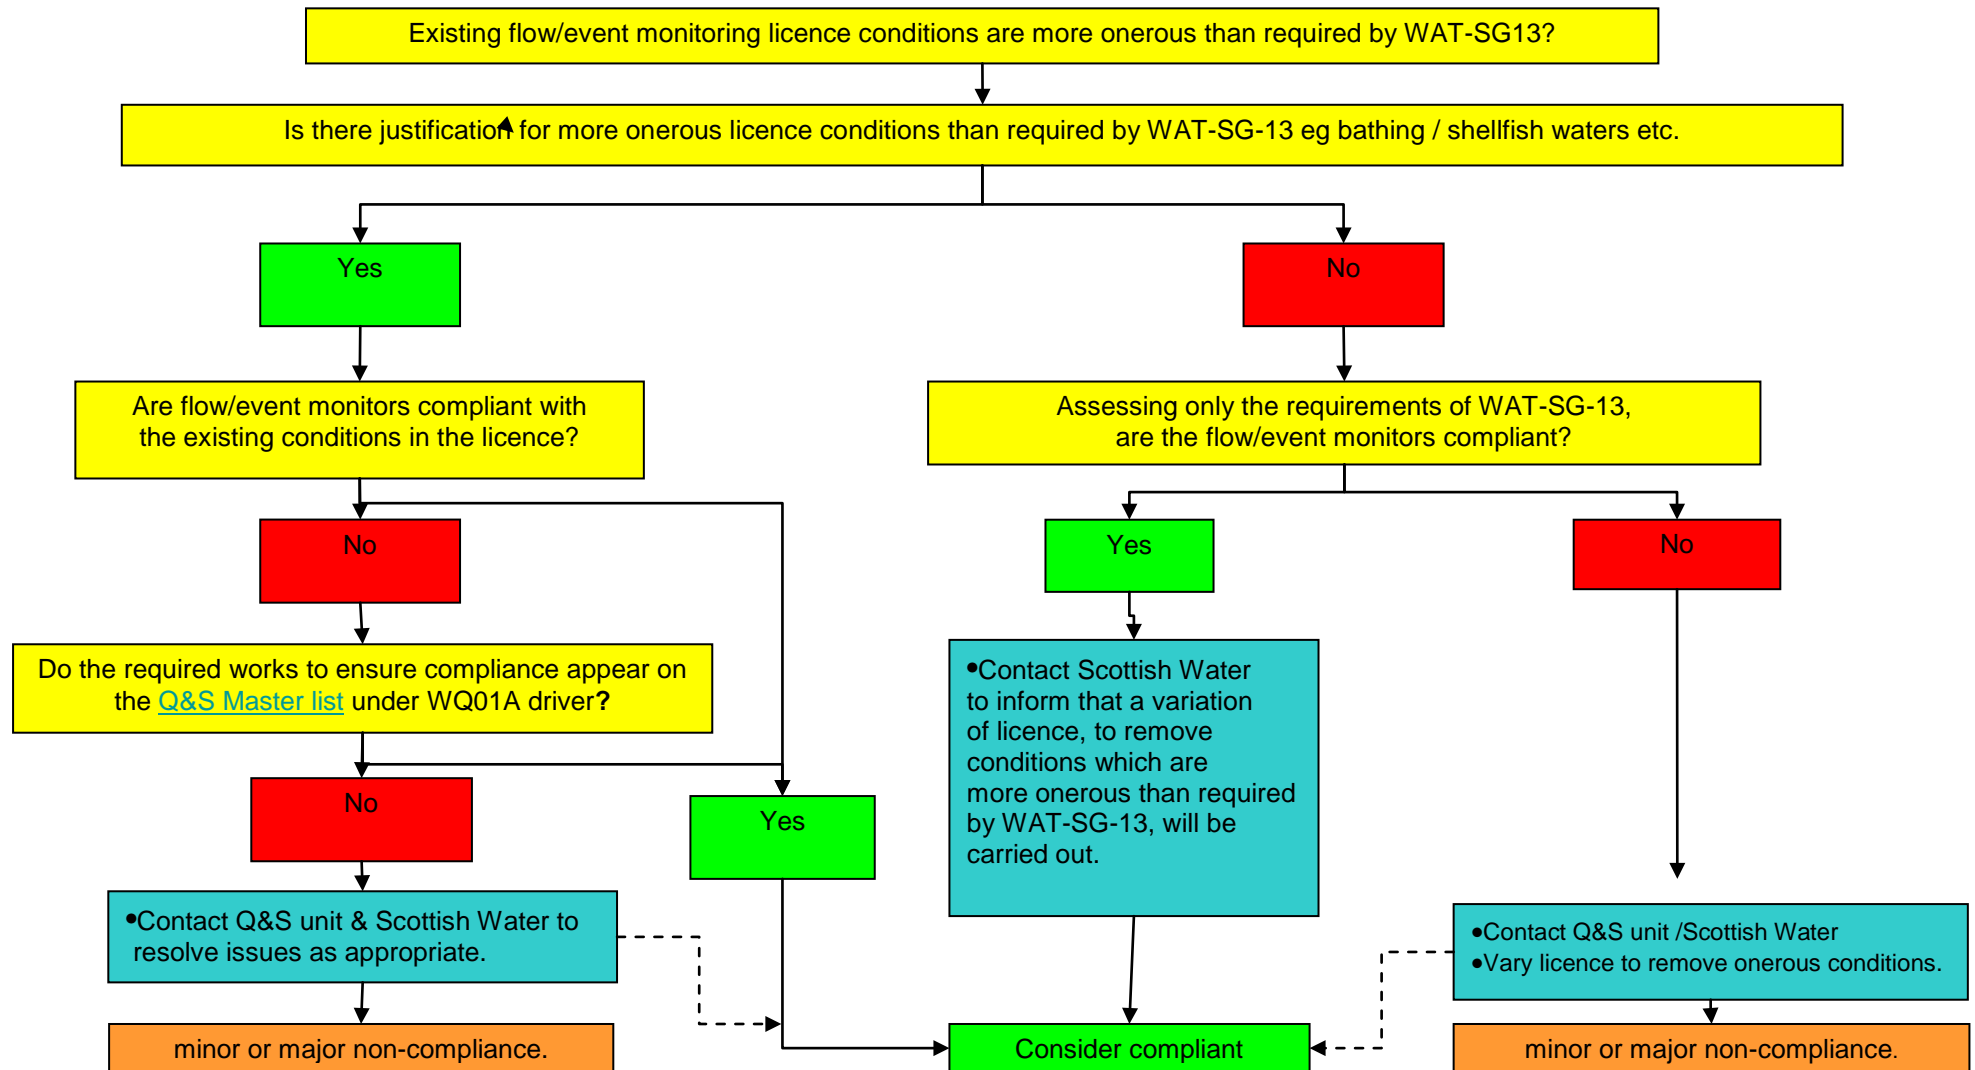 Existing flow/event monitoring licence conditions are more onerous than required by WAT-SG13?
Is there justification for more onerous licence conditions than required by WAT-SG-13 eg bathing / shellfish waters etc.
Yes
No
Are flow/event monitors compliant with
the existing conditions in the licence?
Assessing only the requirements of WAT-SG-13,
are the flow/event monitors compliant?
No
Yes
No
Do the required works to ensure compliance appear on
the Q&S Master list under WQ01A driver?
•Contact Scottish Water
to inform that a variation
of licence, to remove
conditions which are
more onerous than required
by WAT-SG-13, will be
carried out.
No
Yes
•Contact Q&S unit & Scottish Water to
resolve issues as appropriate.
•Contact Q&S unit /Scottish Water
•Vary licence to remove onerous conditions.
minor or major non-compliance.
Consider compliant
minor or major non-compliance.